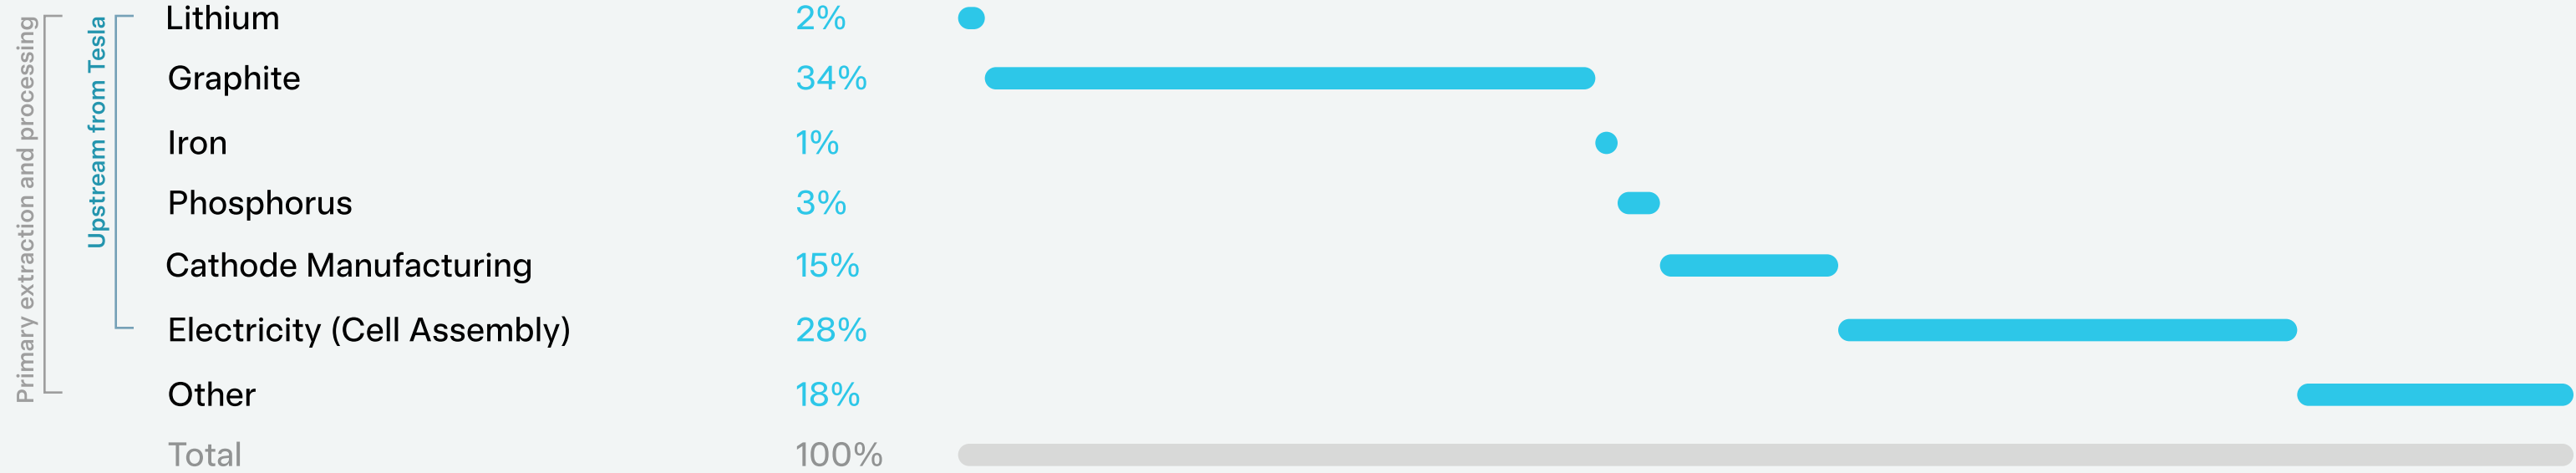 Primary extraction and processing
Upstream from Tesla
Lithium 2%
Graphite 34%
Iron 1%
Phosphorus 3%
Cathode Manufacturing 15%
Electricity (Cell Assembly) 28%
Other 18%
Total 100%